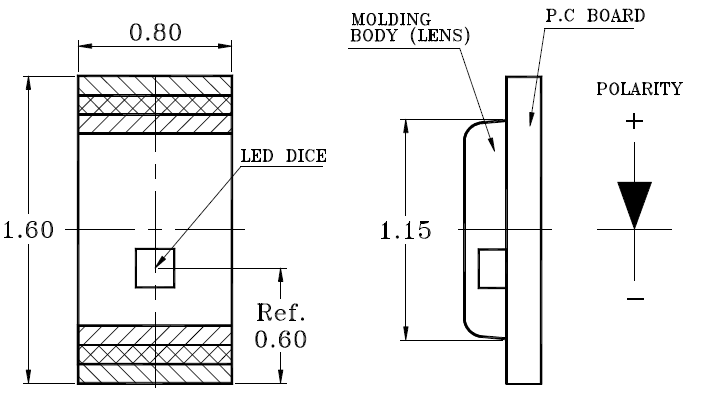 0.80
MOLDING
BODY (LENS)
P.C BOARD
POLARITY
+
LED DICE
1.60
1.15
Ref.
0.60
−